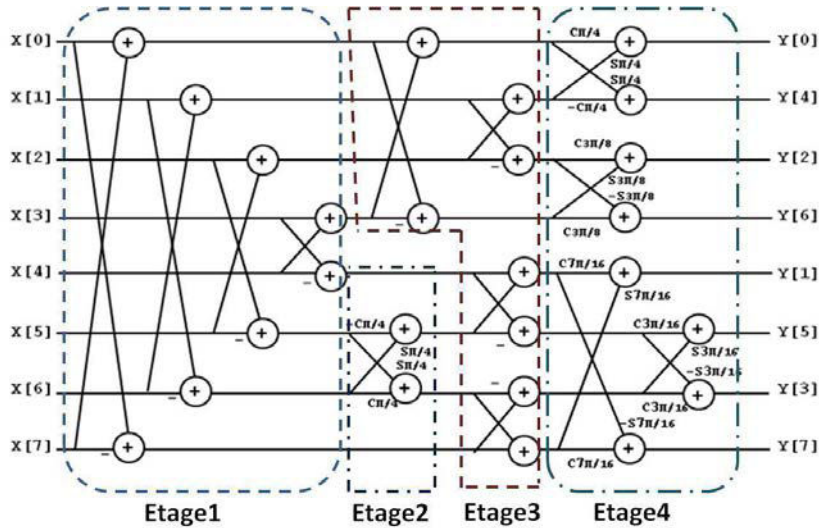 X[0] + + Cπ/4 + Y[0]
Sπ/4
Sπ/4
X[1] + + -Cπ/4 + Y[4]
X[2] + - + C3π/8 + Y[2]
S3π/8
-S3π/8
X[3] + - + C3π/8 + Y[6]
X[4] - + + C7π/16 + Y[1]
S7π/16
X[5] - + -Cπ/4 + - + C3π/16 + Y[5]
Sπ/4
Sπ/4
S3π/16
-S3π/16
X[6] - + Cπ/4 + - + C3π/16 + Y[3]
-S7π/16
X[7] - + + C7π/16 + Y[7]
Etage1 Etage2 Etage3 Etage4